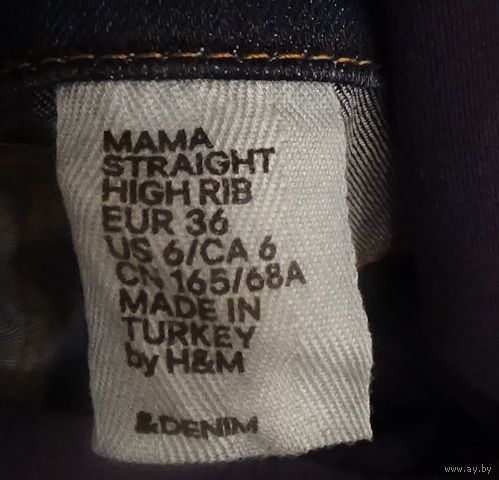 MAMA
STRAIGHT
HIGH RIB
EUR 36
US 6/CA 6
CN 165/68A
MADE IN
TURKEY
by H&M
&DENIM
www.ay.by